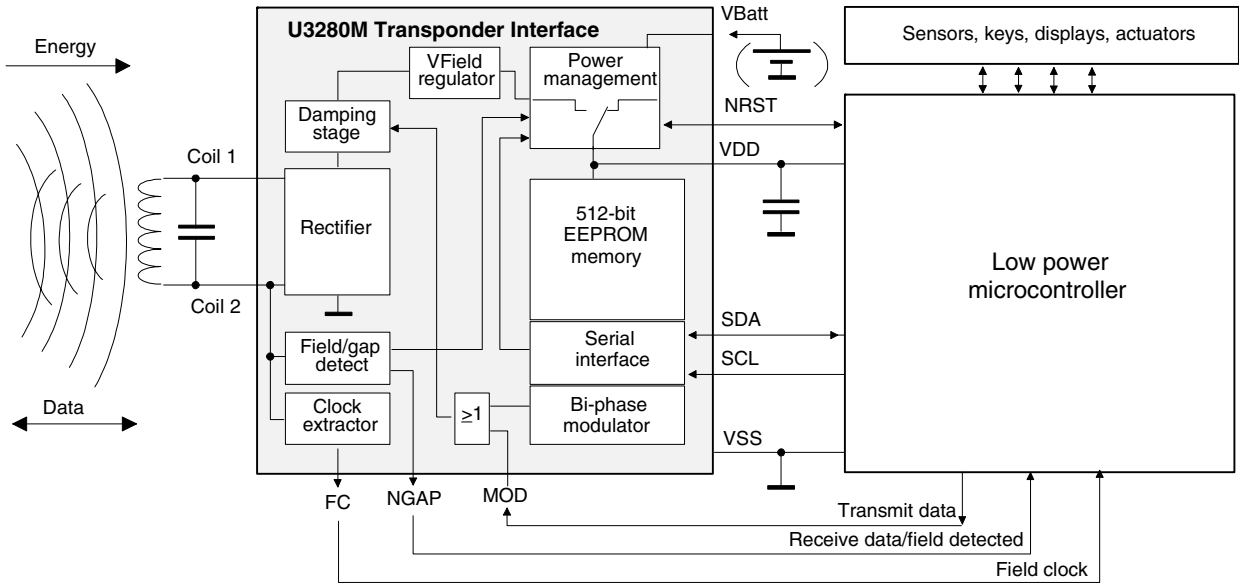 U3280M Transponder Interface
Energy
VField
regulator
Power
management
VBatt
Sensors, keys, displays, actuators
Damping
stage
NRST
VDD
Coil 1
Rectifier
512-bit
EEPROM
memory
Low power
microcontroller
Coil 2
SDA
Field/gap
detect
Serial
interface
SCL
Data
Clock
extractor
≥1
Bi-phase
modulator
VSS
FC
NGAP
MOD
Transmit data
Receive data/field detected
Field clock